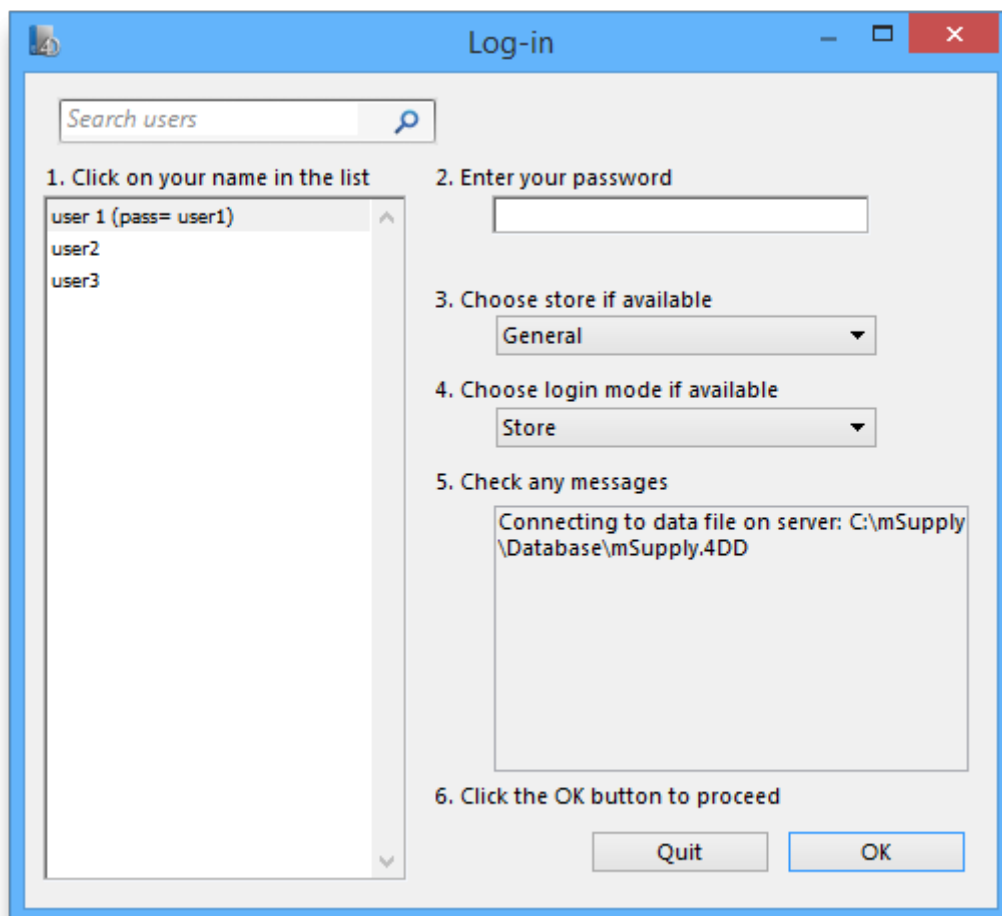 Log-in
Search users
1. Click on your name in the list
user 1 (pass= user1)
user2
user3
2. Enter your password
3. Choose store if available
General
4. Choose login mode if available
Store
5. Check any messages
Connecting to data file on server: C:\mSupply
\Database\mSupply.4DD
6. Click the OK button to proceed
Quit
OK